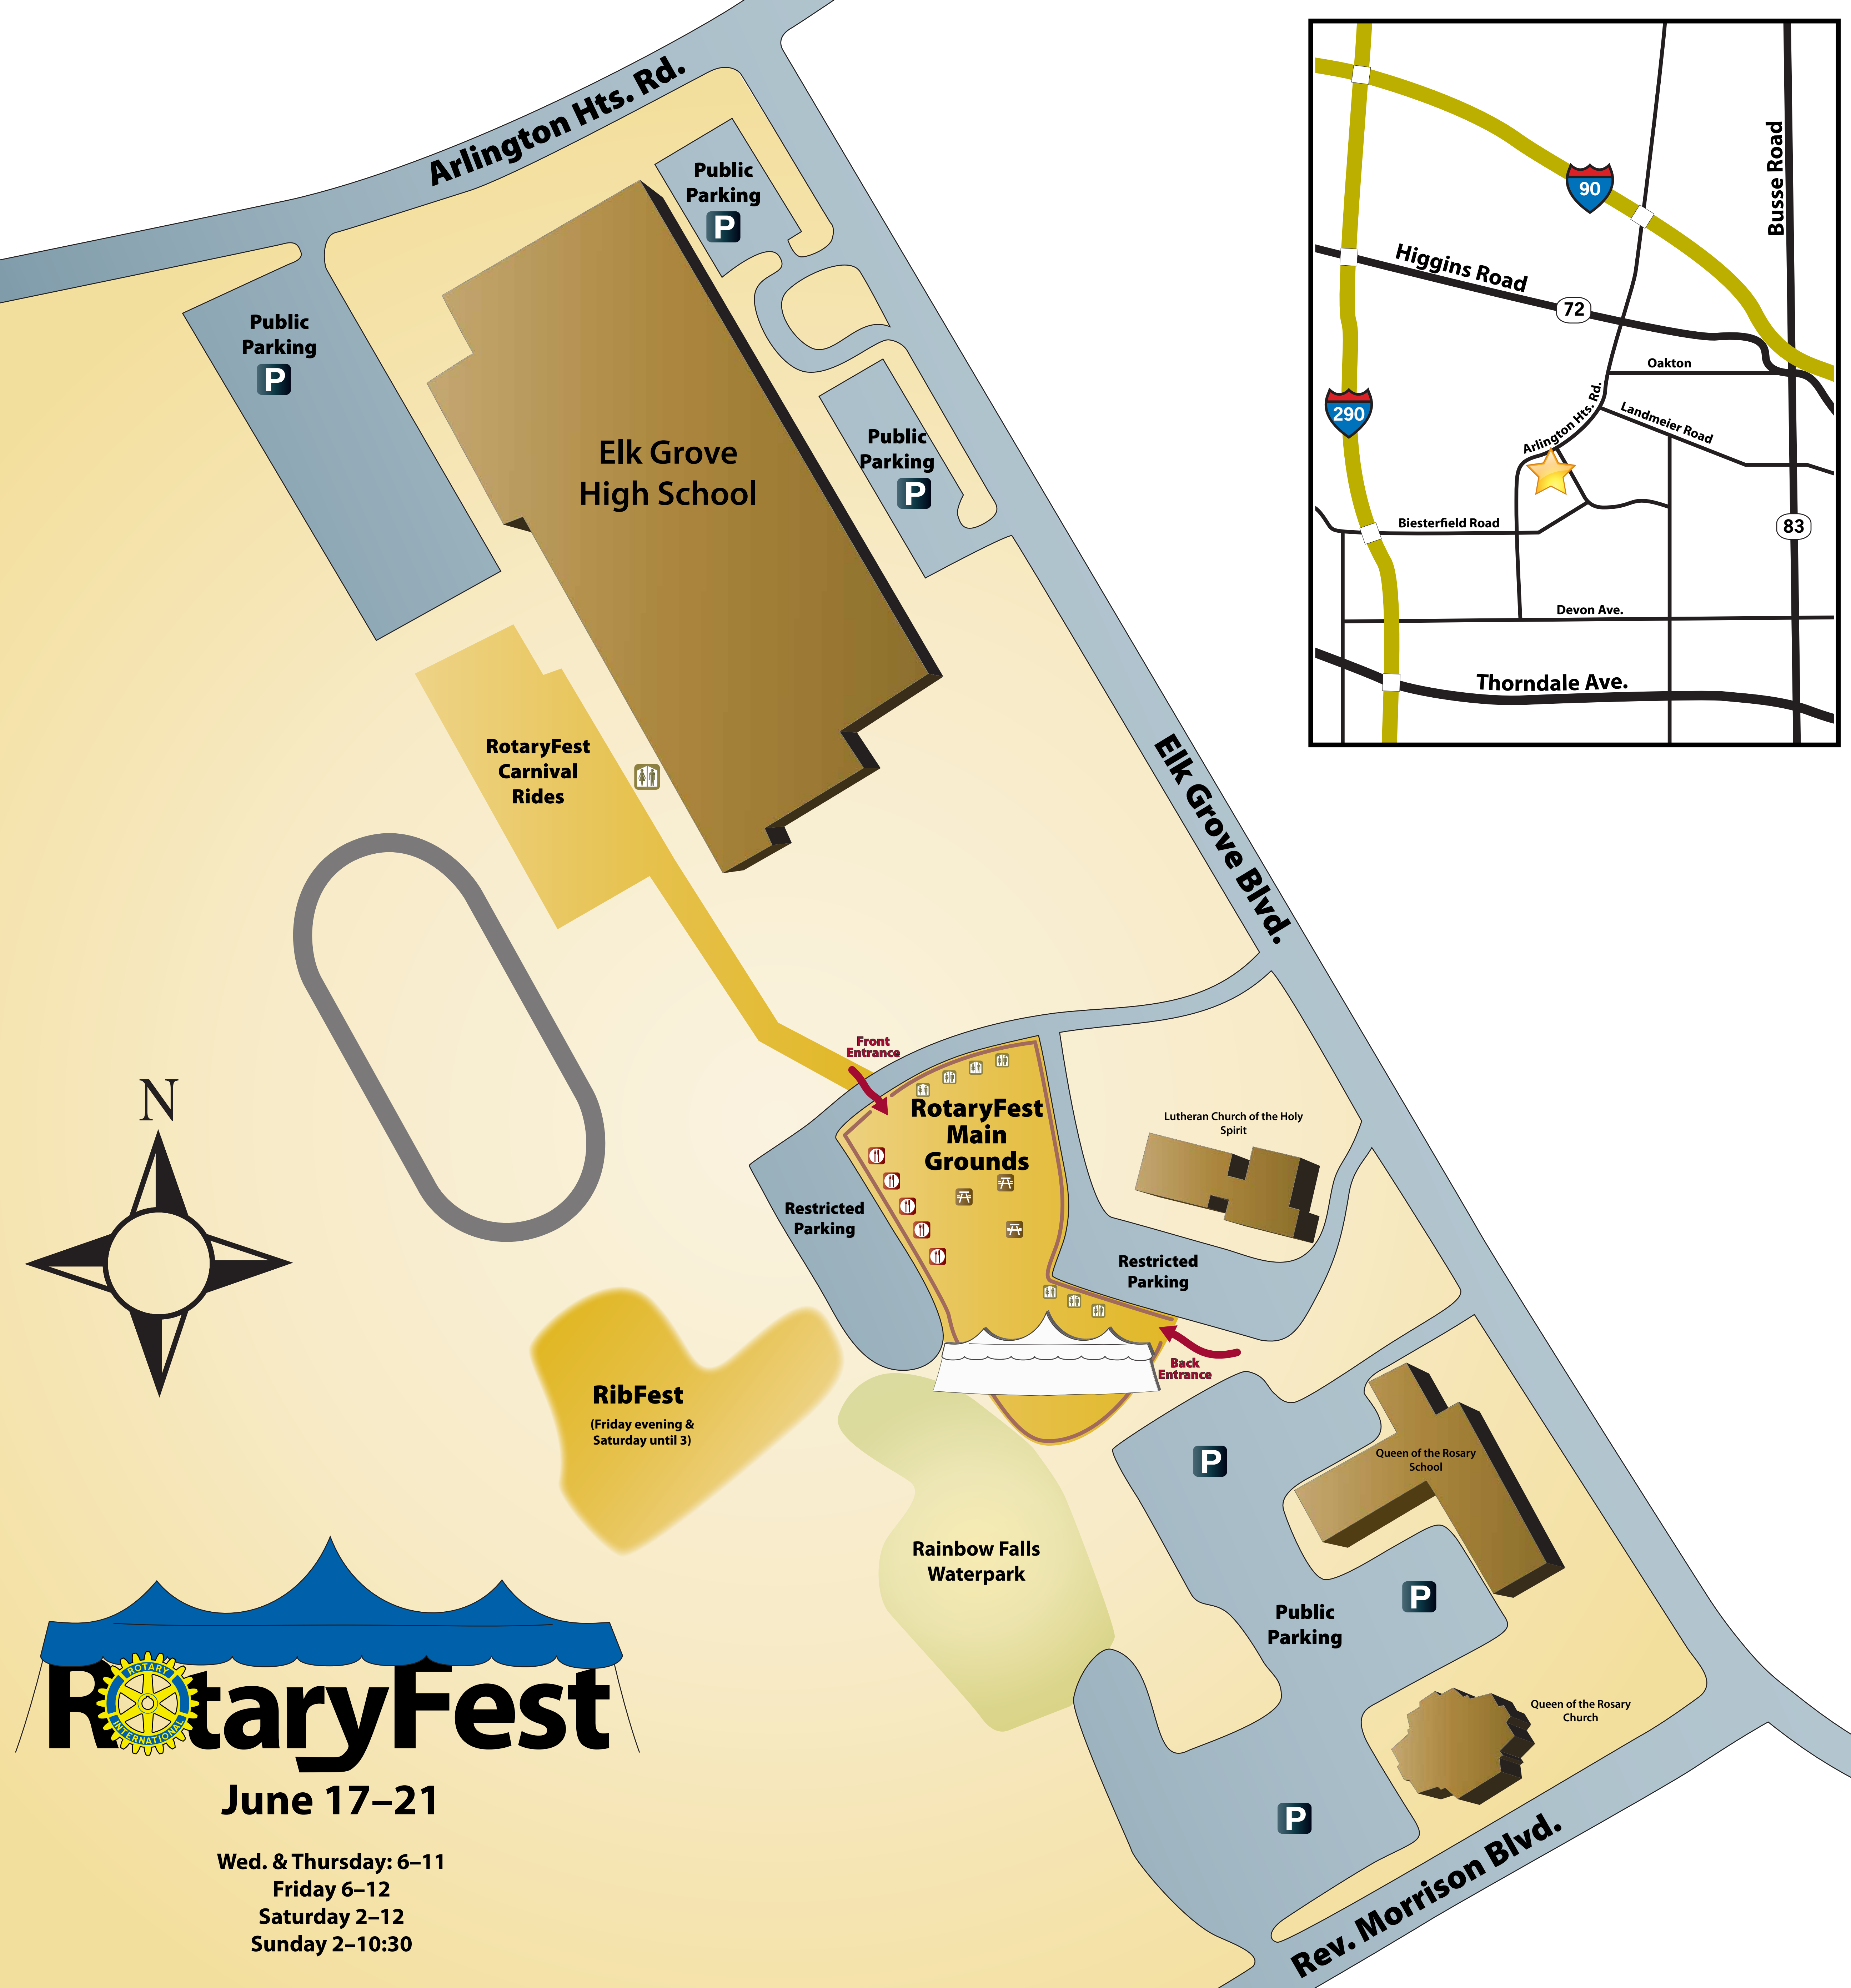 Arlington Hts. Rd.
Public
Parking
P
Public
Parking
P
Public
Parking
P
Elk Grove
High School
RotaryFest
Carnival
Rides
Elk Grove Blvd.
90
Busse Road
Higgins Road
72
Oakton
290
Arlington Hts. Rd.
Landmeier Road
Biesterfield Road
83
Devon Ave.
Thorndale Ave.
Front
Entrance
RotaryFest
Main
Grounds
Lutheran Church of the Holy
Spirit
Restricted
Parking
Restricted
Parking
Back
Entrance
N
RibFest
(Friday evening &
Saturday until 3)
P
Queen of the Rosary
School
Rainbow Falls
Waterpark
P
Public
Parking
Queen of the Rosary
Church
P
Rev. Morrison Blvd.
RotaryFest
ROTARY
INTERNATIONAL
June 17–21
Wed. & Thursday: 6–11
Friday 6–12
Saturday 2–12
Sunday 2–10:30